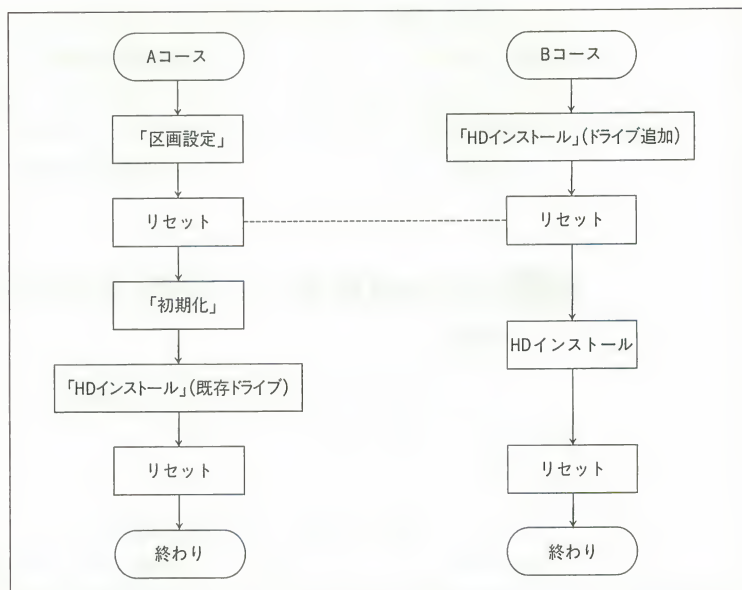 Aコース
「区画設定」
リセット
「初期化」
「HDインストール」(既存ドライブ)
リセット
終わり
Bコース
「HDインストール」(ドライブ追加)
リセット
HDインストール
リセット
終わり